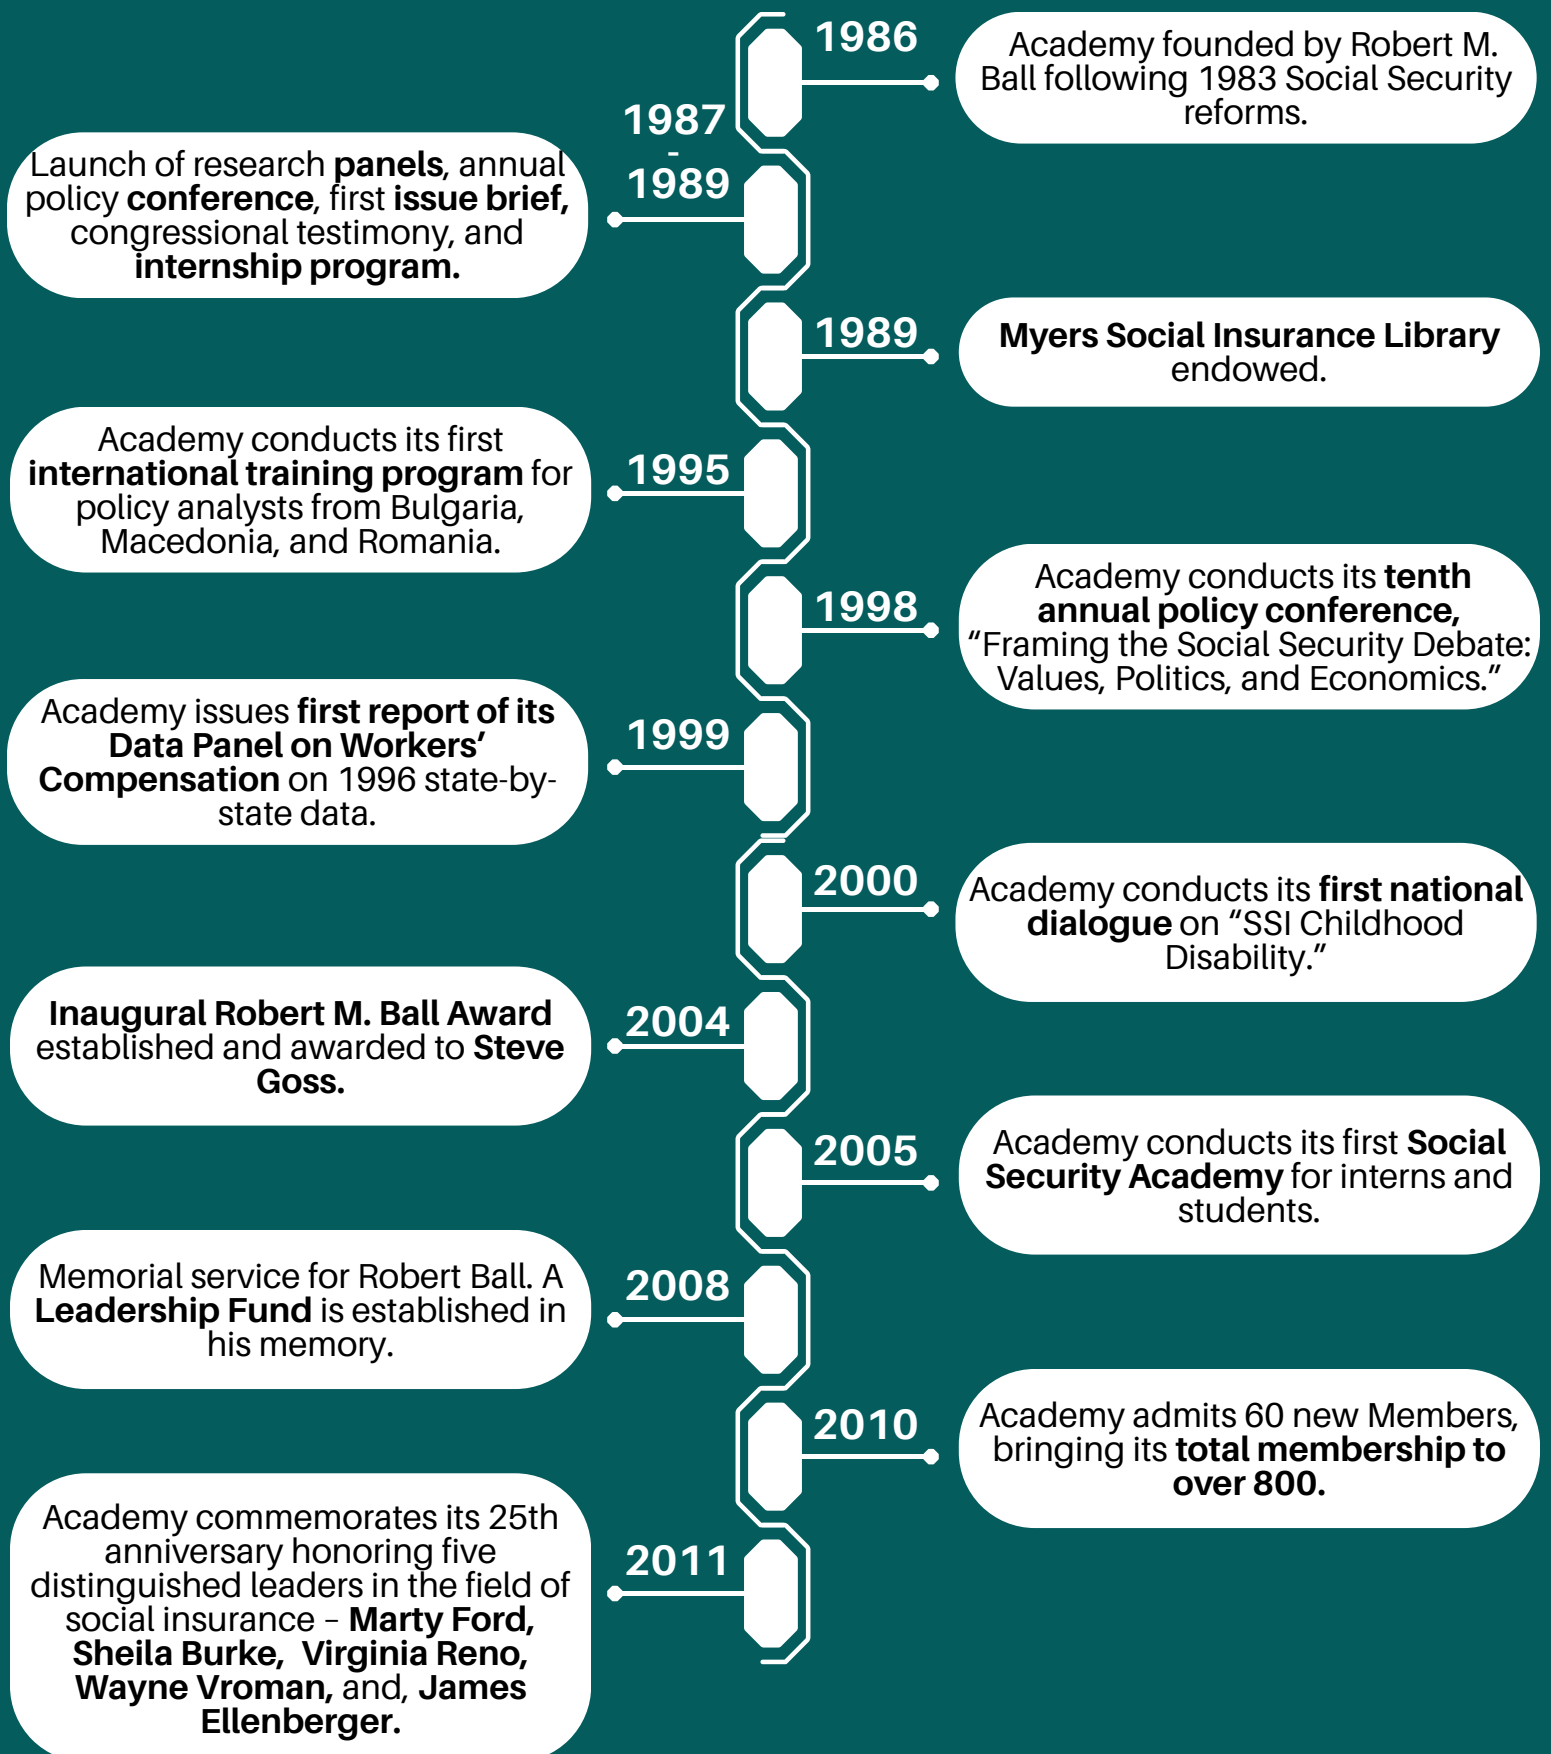 1986
Academy founded by Robert M.
Ball following 1983 Social Security
reforms.
1987
-
1989
Launch of research panels, annual
policy conference, first issue brief,
congressional testimony, and
internship program.
1989
Myers Social Insurance Library
endowed.
1995
Academy conducts its first
international training program for
policy analysts from Bulgaria,
Macedonia, and Romania.
1998
Academy conducts its tenth
annual policy conference,
“Framing the Social Security Debate:
Values, Politics, and Economics.”
1999
Academy issues first report of its
Data Panel on Workers’
Compensation on 1996 state-by-
state data.
2000
Academy conducts its first national
dialogue on “SSI Childhood
Disability.”
2004
Inaugural Robert M. Ball Award
established and awarded to Steve
Goss.
2005
Academy conducts its first Social
Security Academy for interns and
students.
2008
Memorial service for Robert Ball. A
Leadership Fund is established in
his memory.
2010
Academy admits 60 new Members,
bringing its total membership to
over 800.
2011
Academy commemorates its 25th
anniversary honoring five
distinguished leaders in the field of
social insurance – Marty Ford,
Sheila Burke,  Virginia Reno,
Wayne Vroman, and, James
Ellenberger.